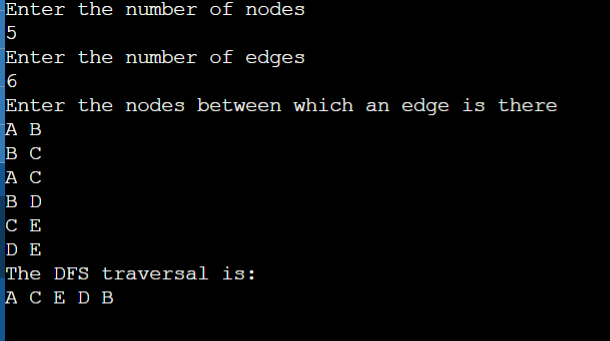 Enter the number of nodes
5
Enter the number of edges
6
Enter the nodes between which an edge is there
A B
B C
A C
B D
C E
D E
The DFS traversal is:
A C E D B